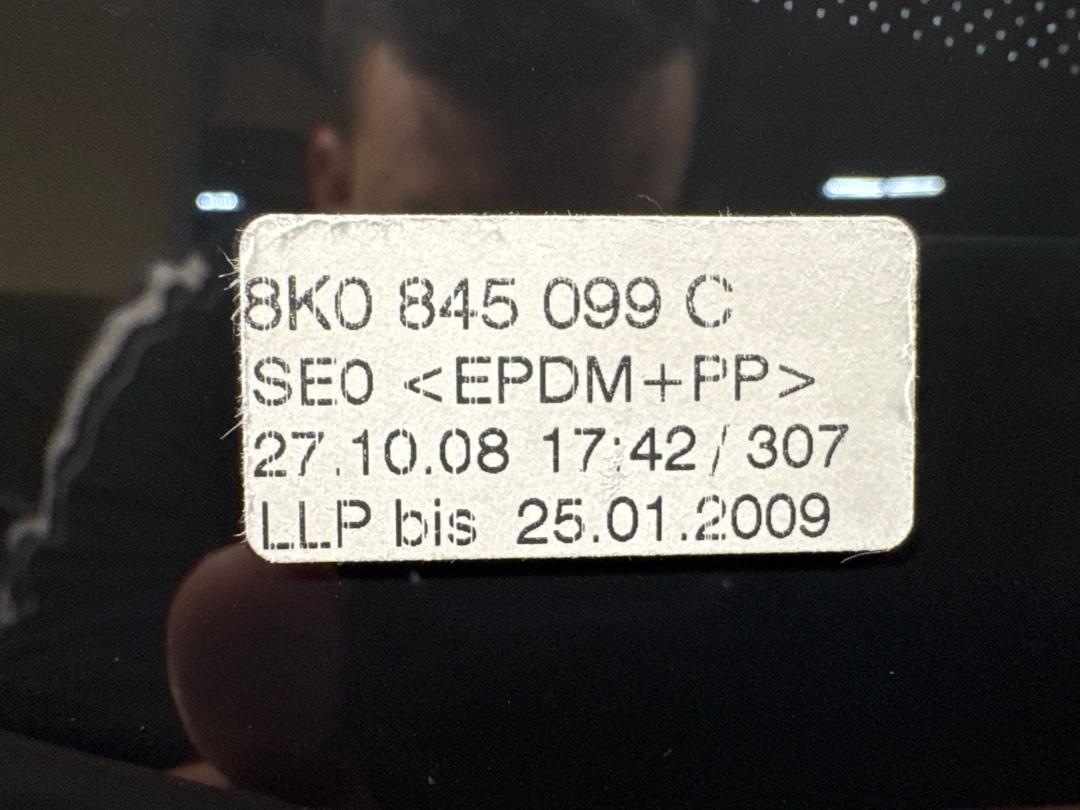 8K0 845 099 C
SE0 <EPDM+PP>
27.10.08 17:42 / 307
LLP bis 25.01.2009